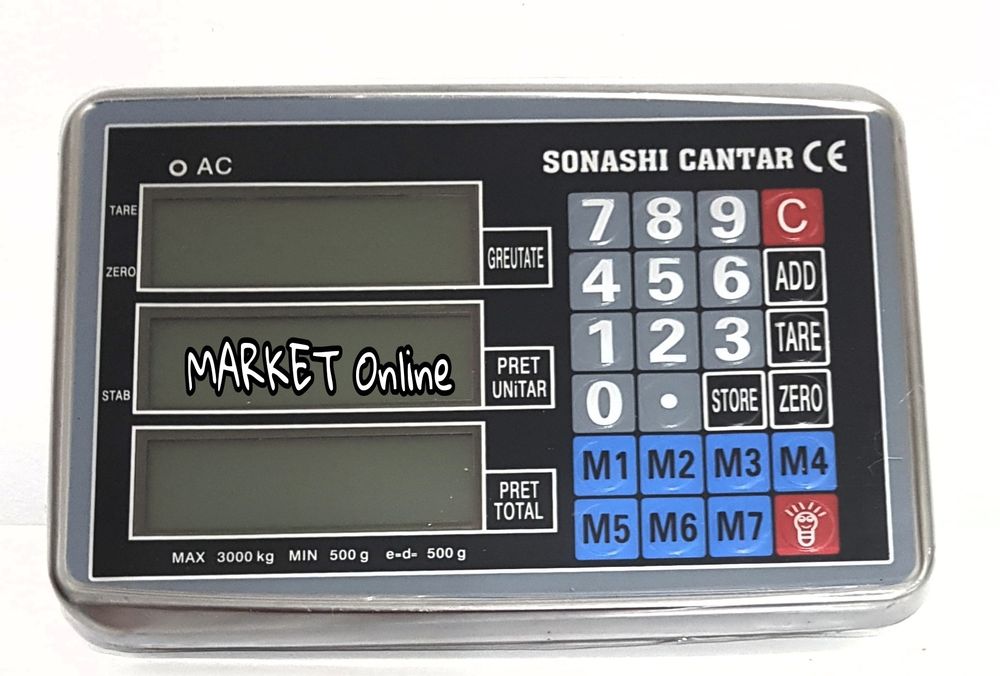 AC
SONASHI CANTAR CE
TARE
ZERO
GREUTATE
MARKET Online
STAB
PRET
UNiTAR
PRET
TOTAL
MAX 3000 kg MIN 500 g e=d= 500 g
7 8 9 C
4 5 6 ADD
1 2 3 TARE
0 . STORE ZERO
M1 M2 M3 M4
M5 M6 M7